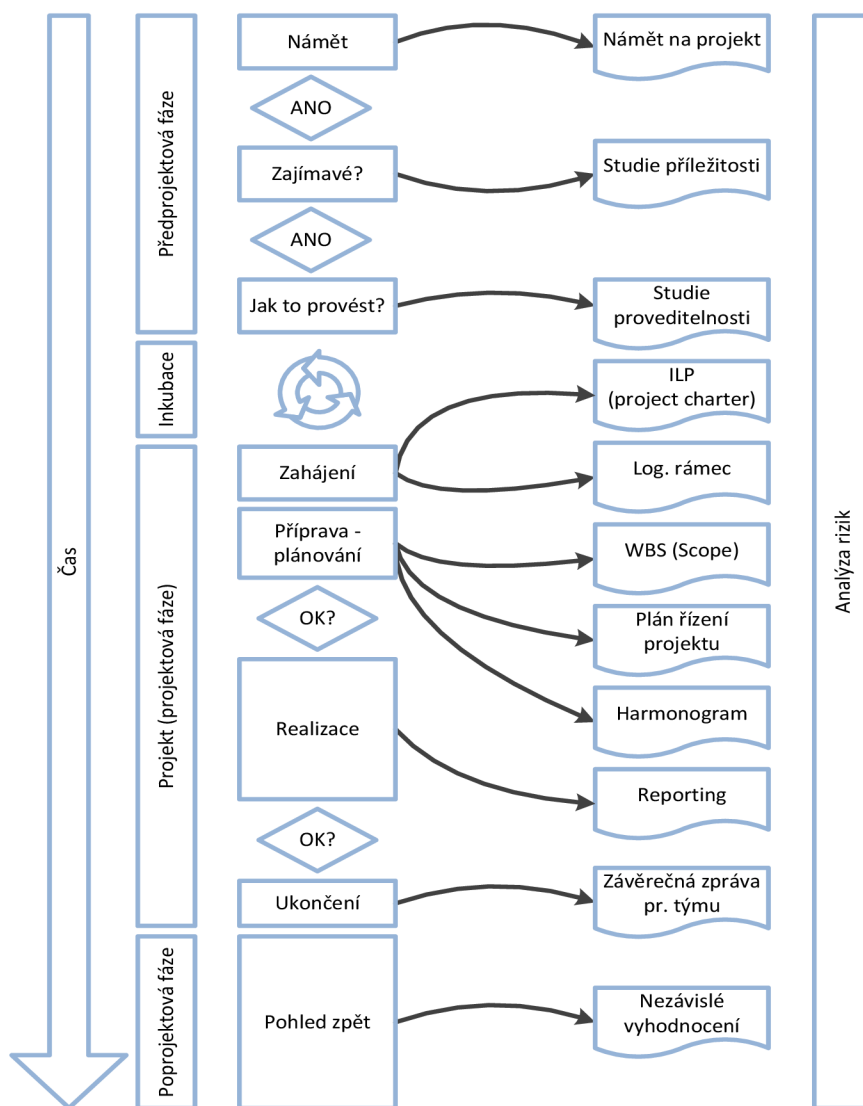 Čas
Předprojektová fáze
Inkubace
Projekt (projektová fáze)
Poprojektová fáze
Námět
ANO
Zajímavé?
ANO
Jak to provést?
Zahájení
Příprava -
plánování
OK?
Realizace
OK?
Ukončení
Pohled zpět
Námět na projekt
Studie příležitosti
Studie
proveditelnosti
ILP
(project charter)
Log. rámec
WBS (Scope)
Plán řízení
projektu
Harmonogram
Reporting
Závěrečná zpráva
pr. týmu
Nezávislé
vyhodnocení
Analýza rizik